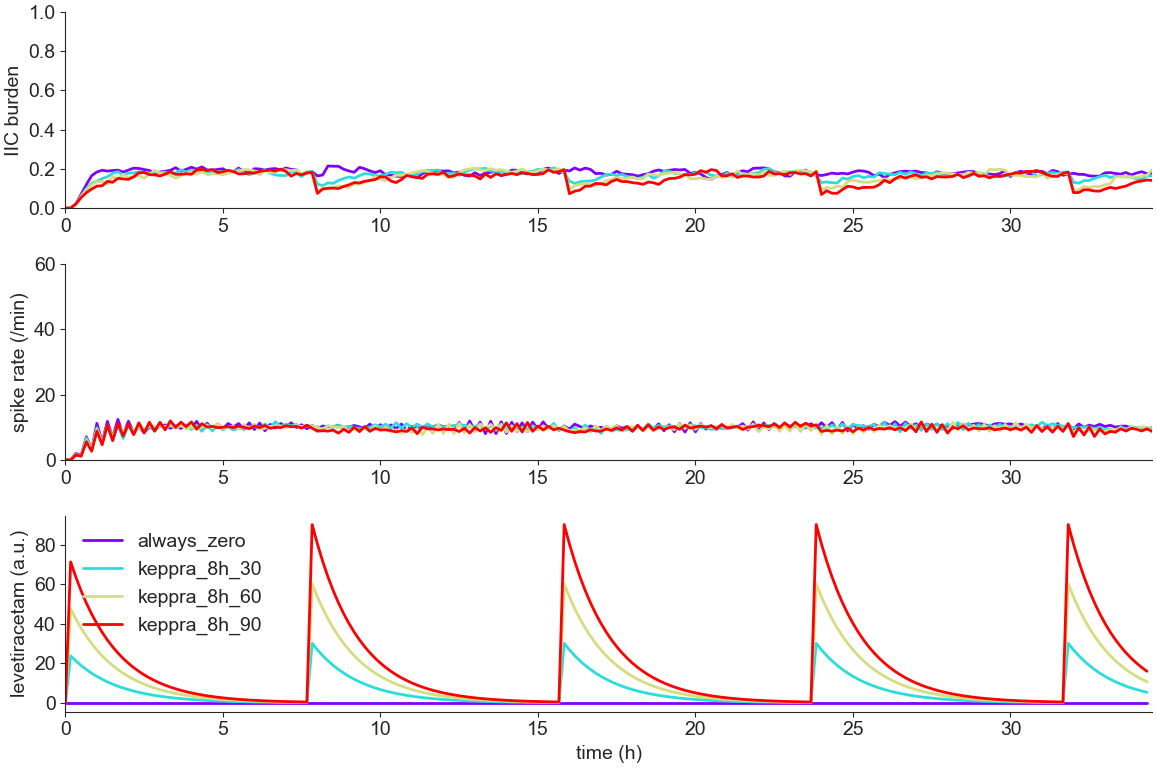 IIC burden
1.0
0.8
0.6
0.4
0.2
0.0
0 5 10 15 20 25 30
spike rate (/min)
60
40
20
0
0 5 10 15 20 25 30
levetiracetam (a.u.)
80
60
40
20
0
always_zero
keppra_8h_30
keppra_8h_60
keppra_8h_90
0 5 10 15 20 25 30
time (h)